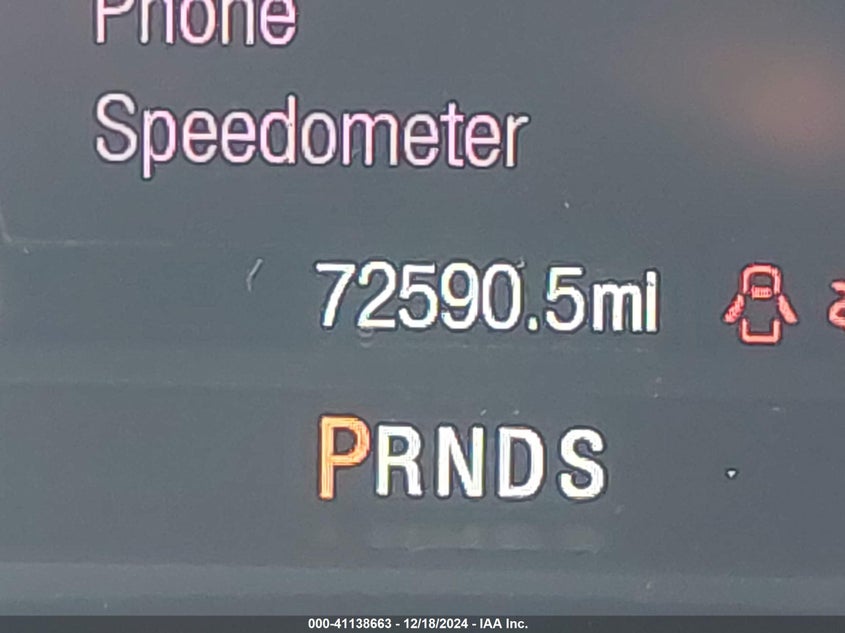 Phone
Speedometer
72590.5mi
PRNDS
000-41138663 - 12/18/2024 - IAA Inc.